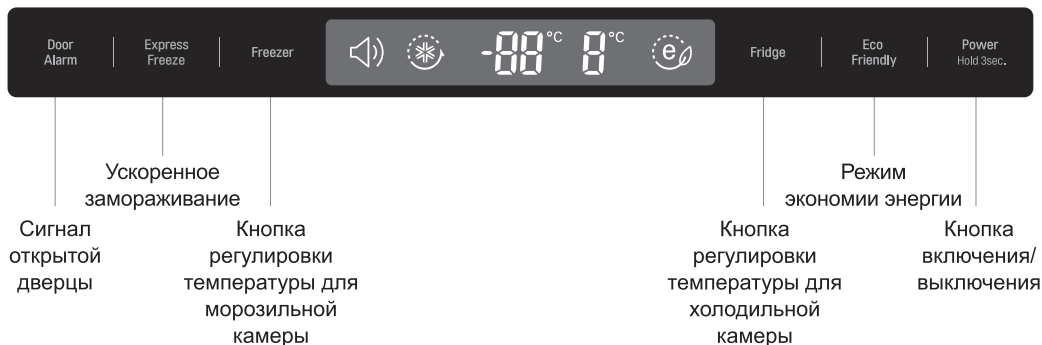 Door
Alarm
Express
Freeze
Freezer
-88 °C 8 °C
e
Fridge
Eco
Friendly
Power
Hold 3sec.
Ускоренное
замораживание
Режим
экономии энергии
Сигнал
открытой
дверцы
Кнопка
регулировки
температуры для
морозильной
камеры
Кнопка
регулировки
температуры для
холодильной
камеры
Кнопка
включения/
выключения